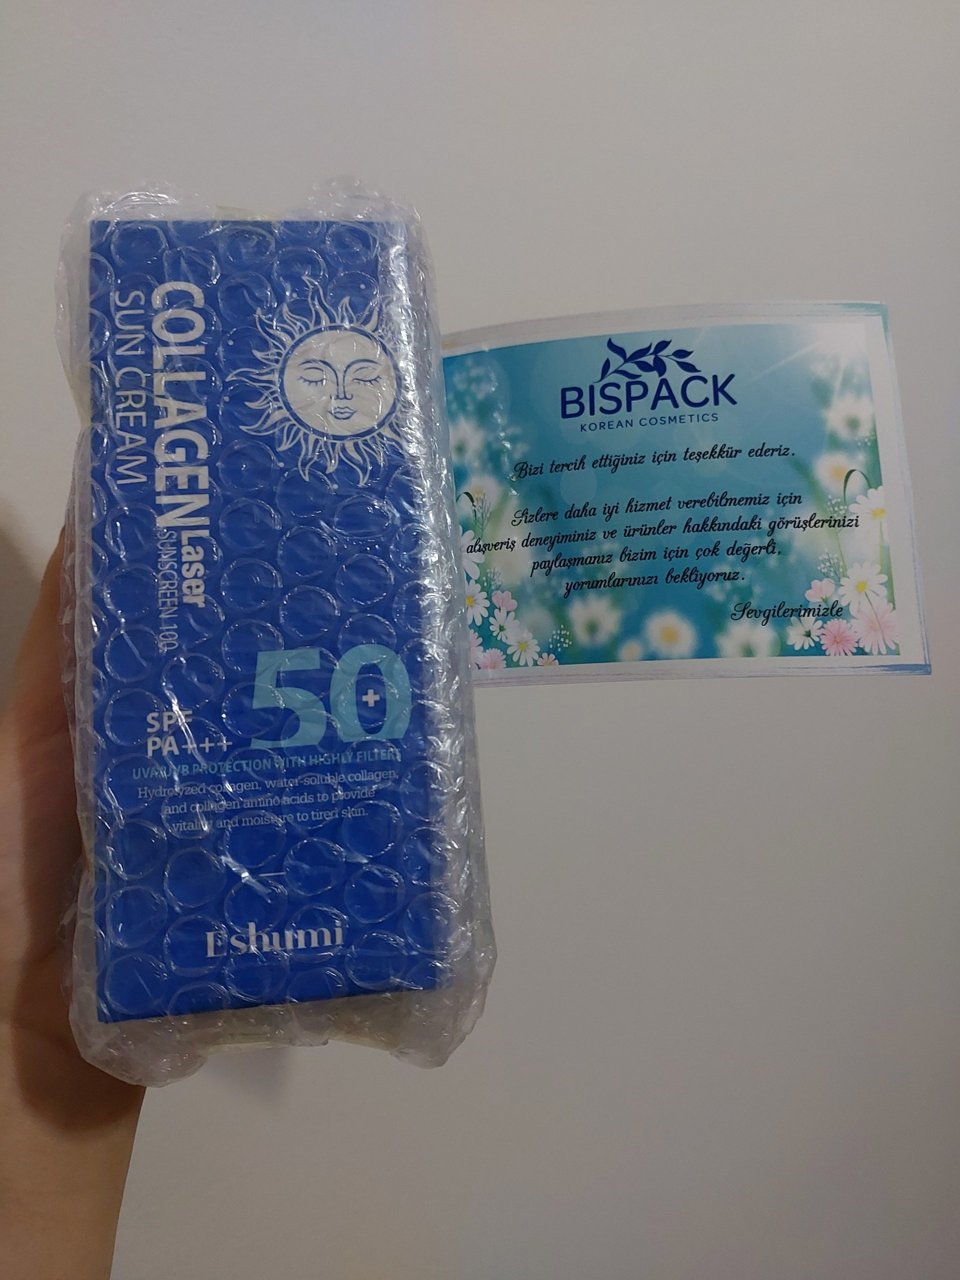 COLLAGEN Laser
SUN CREAM
SUNSCREEN 100
50+
SPF
PA+++
UVA/UVB PROTECTION WITH HIGHLY FILTERS
Hydrolyzed collagen, water-soluble collagen,
and collagen amino acids to provide
vitality and moisture to tired skin.
Eshumi
BISPACK
KOREAN COSMETICS
Bizi tercih ettiğiniz için teşekkür ederiz.
Sizlere daha iyi hizmet verebilmemiz için
alışveriş deneyiminiz ve ürünler hakkındaki görüşlerinizi
paylaşmanız bizim için çok değerli,
yorumlarınızı bekliyoruz.
Sevgilerimizle